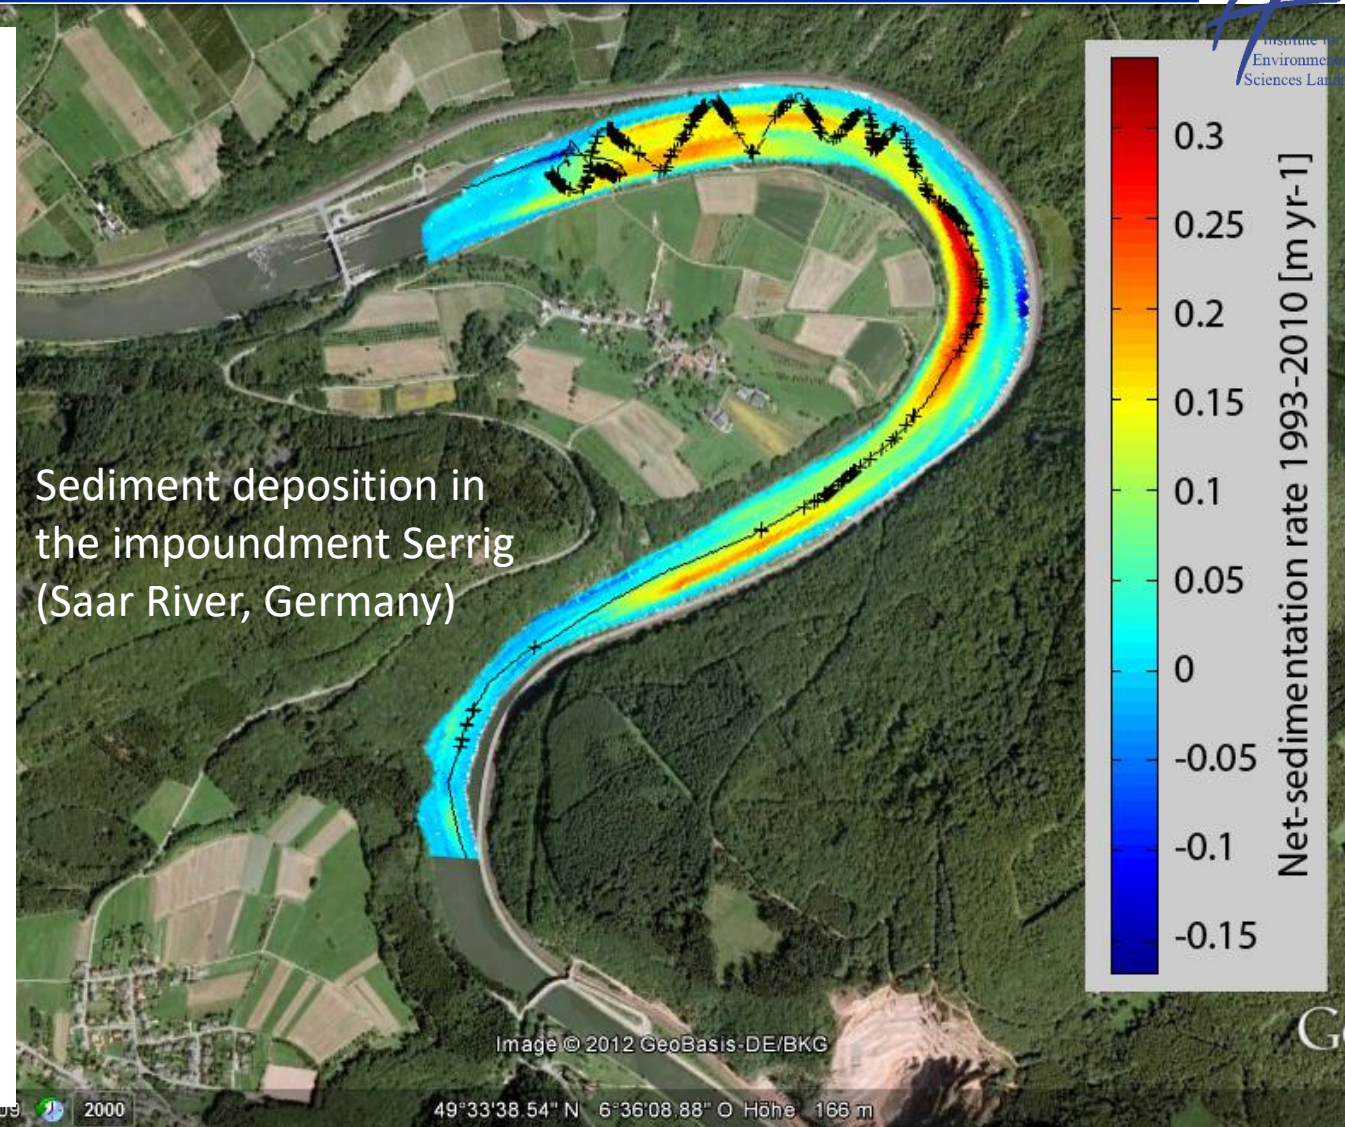 Institute for
Sciences
0.3
0.25
0.2
0.15
0.1
0.05
0
-0.05
-0.1
-0.15
Net-sedimentation rate 1993-2010 [m yr-1]
Sediment deposition in
the impoundment Serrig
(Saar River, Germany)
Image © 2012 GeoBasis-DE/BKG
2000
49°33'38.54" N 6°36'08.88" O Höhe 166 m